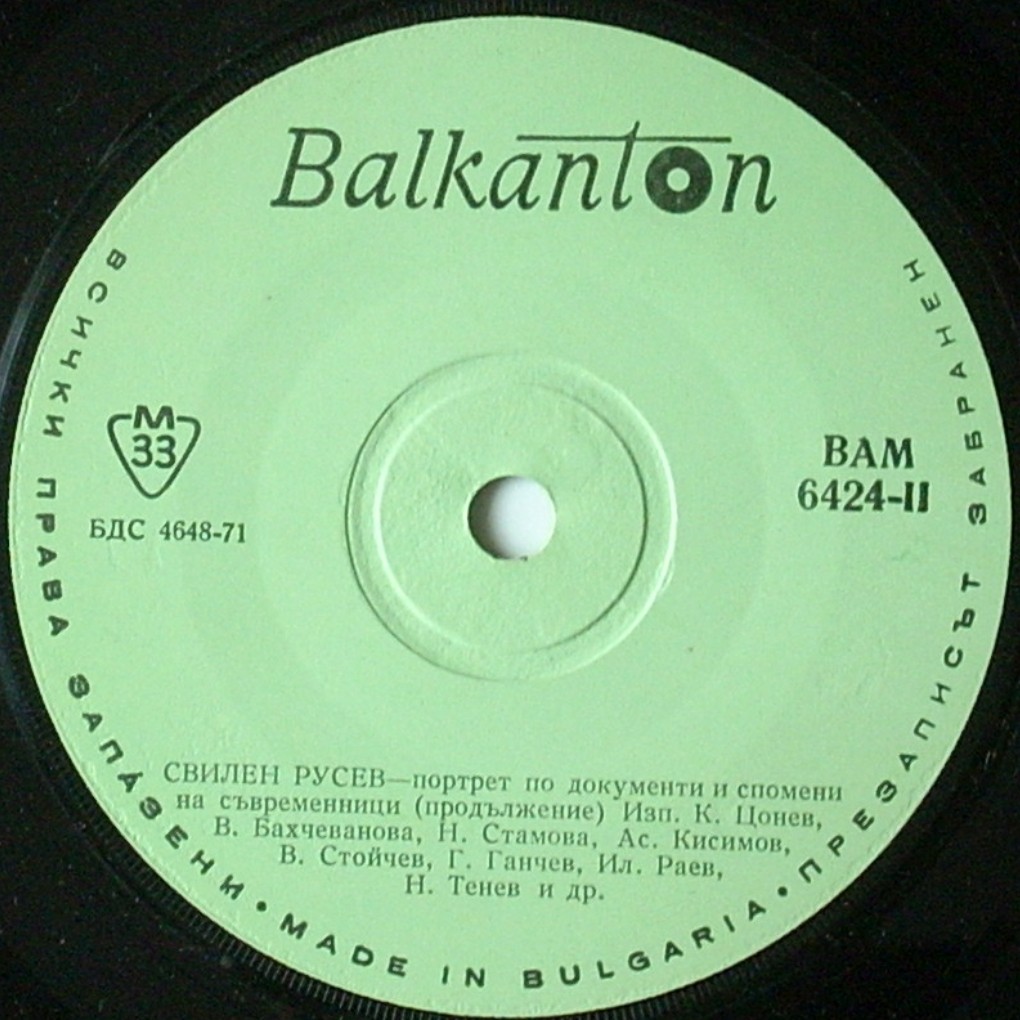 Balkanton
ВСИЧКИ ПРАВА ЗАПАЗЕНИ • MADE IN BULGARIA • ПРЕЗАПИСЪТ ЗАБРАНЕН
М
33
БДС 4648-71
ВАМ
6424-II
СВИЛЕН РУСЕВ—портрет по документи и спомени
на съвременници (продължение) Изп. К. Цонев,
В. Бахчеванова, Н. Стамова, Ас. Кисимов,
В. Стойчев, Г. Ганчев, Ил. Раев,
Н. Тенев и др.